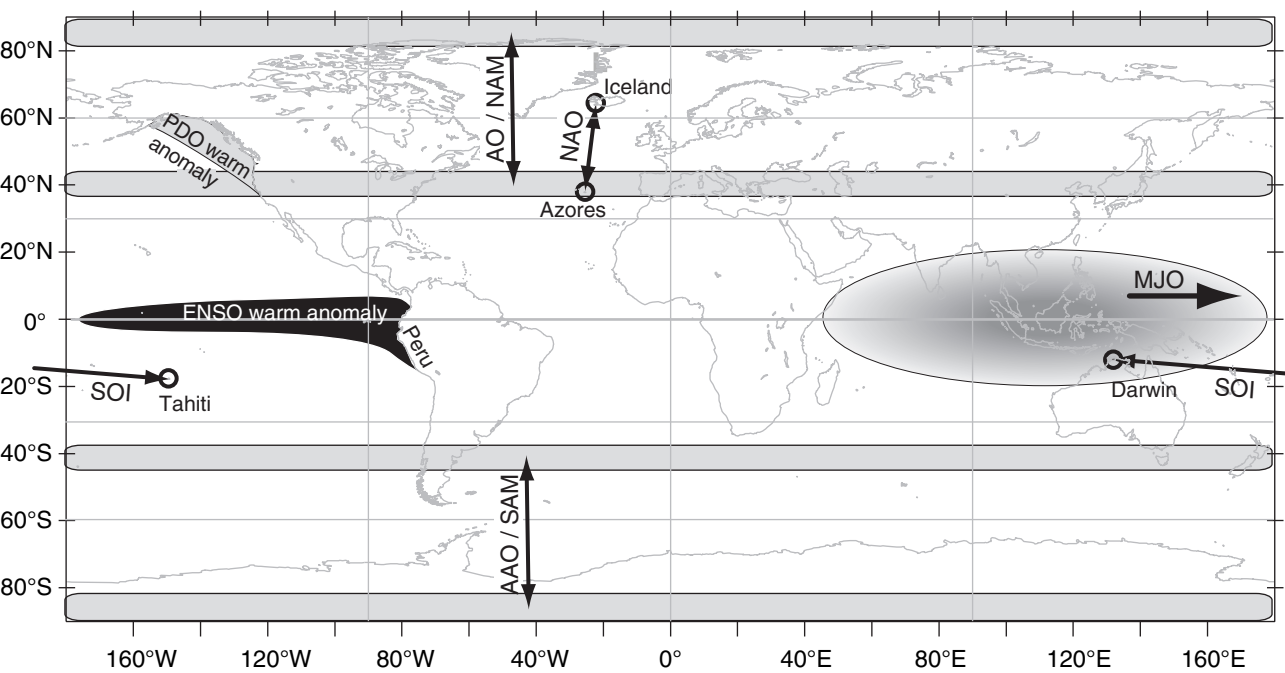 80°N
60°N
40°N
20°N
0°
20°S
40°S
60°S
80°S
AO / NAM
NAO
Iceland
Azores
PDO warm
anomaly
ENSO warm anomaly
Peru
MJO
SOI
Tahiti
Darwin
SOI
AAO / SAM
160°W
120°W
80°W
40°W
0°
40°E
80°E
120°E
160°E